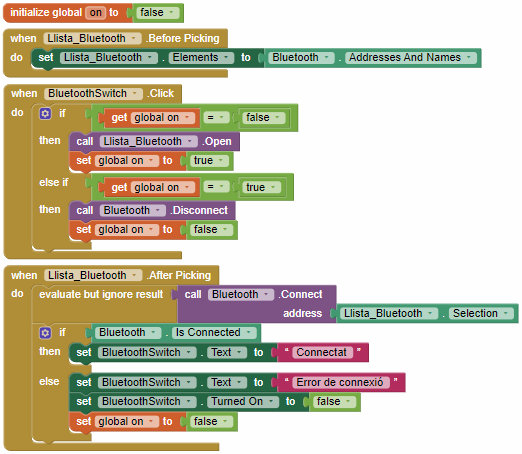 initialize global on to false
when Llista_Bluetooth .Before Picking
do set Llista_Bluetooth . Elements to Bluetooth . Addresses And Names
when BluetoothSwitch .Click
do if get global on = false
then call Llista_Bluetooth .Open
set global on to true
else if get global on = true
then call Bluetooth .Disconnect
set global on to false
when Llista_Bluetooth .After Picking
do evaluate but ignore result call Bluetooth .Connect
address Llista_Bluetooth . Selection
if Bluetooth . Is Connected
then set BluetoothSwitch . Text to “ Connectat ”
else set BluetoothSwitch . Text to “ Error de connexió ”
set BluetoothSwitch . Turned On to false
set global on to false